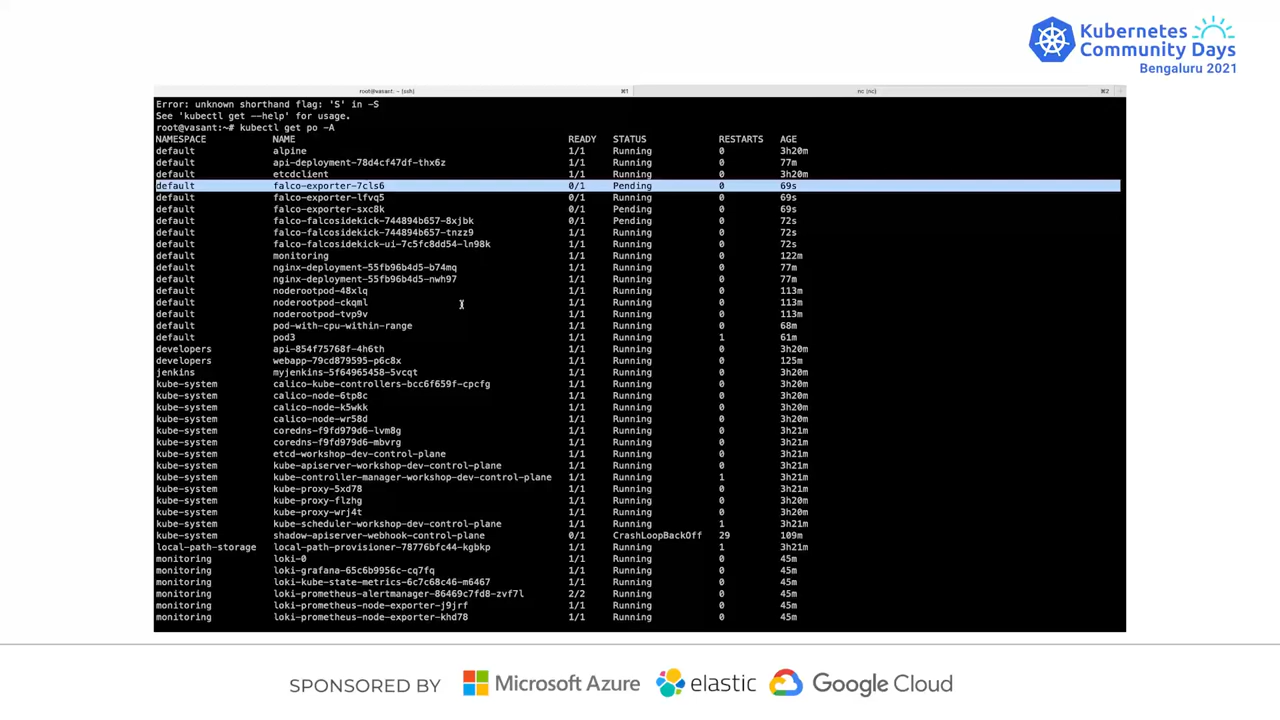 Kubernetes
Community Days
Bengaluru 2021
root@vasant: ~ (ssh) ⌘1 nc (nc) ⌘2 +
Error: unknown shorthand flag: 'S' in -S
See 'kubectl get --help' for usage.
root@vasant:~# kubectl get po -A
NAMESPACE NAME READY STATUS RESTARTS AGE
default alpine 1/1 Running 0 3h20m
default api-deployment-78d4cf47df-thx6z 1/1 Running 0 77m
default etcdclient 1/1 Running 0 3h20m
default falco-exporter-7cls6 0/1 Pending 0 69s
default falco-exporter-lfvq5 0/1 Running 0 69s
default falco-exporter-sxc8k 0/1 Pending 0 69s
default falco-falcosidekick-744894b657-8xjbk 0/1 Pending 0 72s
default falco-falcosidekick-744894b657-tnzz9 1/1 Running 0 72s
default falco-falcosidekick-ui-7c5fc8dd54-ln98k 1/1 Running 0 72s
default monitoring 1/1 Running 0 122m
default nginx-deployment-55fb96b4d5-b74mq 1/1 Running 0 77m
default nginx-deployment-55fb96b4d5-nwh97 1/1 Running 0 77m
default noderootpod-48xlq 1/1 Running 0 113m
default noderootpod-ckqml 1/1 Running 0 113m
default noderootpod-tvp9v 1/1 Running 0 113m
default pod-with-cpu-within-range 1/1 Running 0 68m
default pod3 1/1 Running 1 61m
developers api-854f75768f-4h6th 1/1 Running 0 3h20m
developers webapp-79cd879595-p6c8x 1/1 Running 0 125m
jenkins myjenkins-5f64965458-5vcqt 1/1 Running 0 3h20m
kube-system calico-kube-controllers-bcc6f659f-cpcfg 1/1 Running 0 3h20m
kube-system calico-node-6tp8c 1/1 Running 0 3h20m
kube-system calico-node-k5wkk 1/1 Running 0 3h20m
kube-system calico-node-wr58d 1/1 Running 0 3h20m
kube-system coredns-f9fd979d6-lvm8g 1/1 Running 0 3h21m
kube-system coredns-f9fd979d6-mbvrg 1/1 Running 0 3h21m
kube-system etcd-workshop-dev-control-plane 1/1 Running 0 3h21m
kube-system kube-apiserver-workshop-dev-control-plane 1/1 Running 0 3h21m
kube-system kube-controller-manager-workshop-dev-control-plane 1/1 Running 1 3h21m
kube-system kube-proxy-5xd78 1/1 Running 0 3h21m
kube-system kube-proxy-flzhg 1/1 Running 0 3h20m
kube-system kube-proxy-wrj4t 1/1 Running 0 3h20m
kube-system kube-scheduler-workshop-dev-control-plane 1/1 Running 1 3h21m
kube-system shadow-apiserver-webhook-control-plane 0/1 CrashLoopBackOff 29 109m
local-path-storage local-path-provisioner-78776bfc44-kgbkp 1/1 Running 1 3h21m
monitoring loki-0 1/1 Running 0 45m
monitoring loki-grafana-65c6b9956c-cq7fq 1/1 Running 0 45m
monitoring loki-kube-state-metrics-6c7c68c46-m6467 1/1 Running 0 45m
monitoring loki-prometheus-alertmanager-86469c7fd8-zvf7l 2/2 Running 0 45m
monitoring loki-prometheus-node-exporter-j9jrf 1/1 Running 0 45m
monitoring loki-prometheus-node-exporter-khd78 1/1 Running 0 45m
SPONSORED BY Microsoft Azure elastic Google Cloud